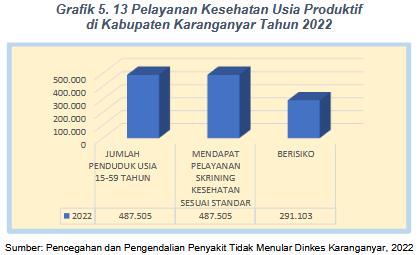 Grafik 5. 13 Pelayanan Kesehatan Usia Produktif
di Kabupaten Karanganyar Tahun 2022
500.000
400.000
300.000
200.000
100.000
0
JUMLAH
PENDUDUK USIA
15-59 TAHUN
MENDAPAT
PELAYANAN
SKRINING
KESEHATAN
SESUAI STANDAR
BERISIKO
2022 487.505 487.505 291.103
Sumber: Pencegahan dan Pengendalian Penyakit Tidak Menular Dinkes Karanganyar, 2022